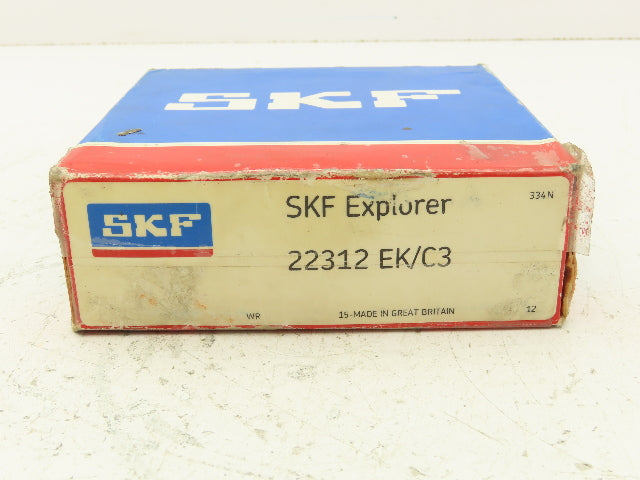 SKF
SKF
SKF Explorer
334N
22312 EK/C3
WR
15-MADE IN GREAT BRITAIN
12